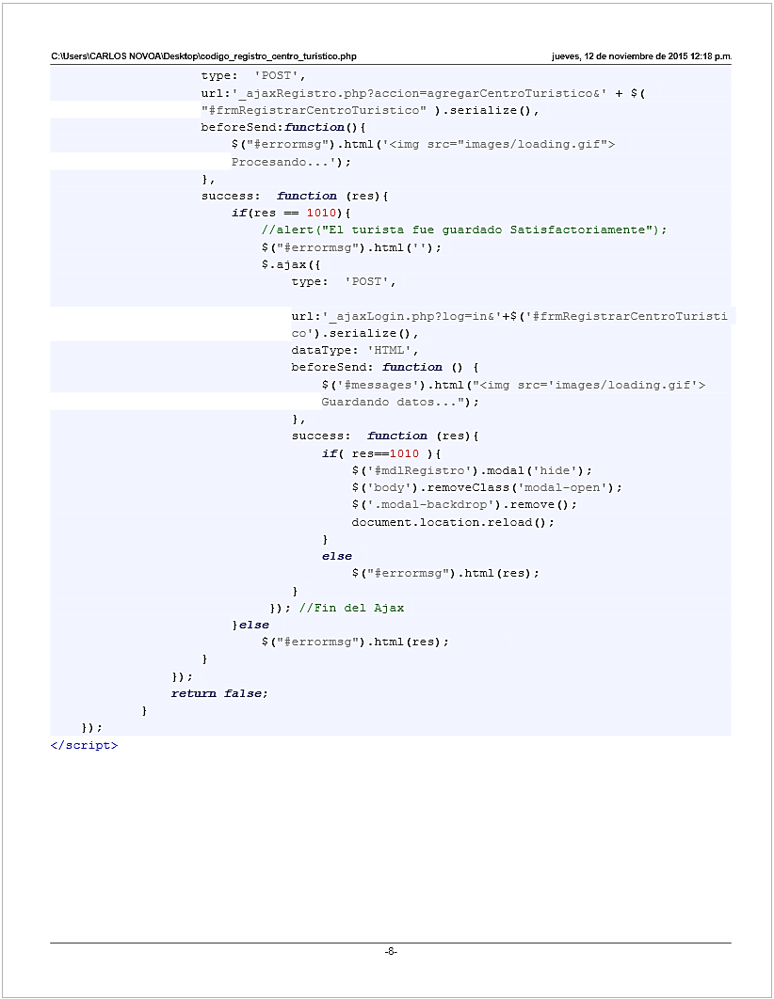 C:\Users\CARLOS NOVOA\Desktop\codigo_registro_centro_turistico.php jueves, 12 de noviembre de 2015 12:18 p.m.
type:  'POST',
url:'_ajaxRegistro.php?accion=agregarCentroTuristico&' + $(
"#frmRegistrarCentroTuristico" ).serialize(),
beforeSend:function(){
$("#errormsg").html('<img src="images/loading.gif">
Procesando...');
},
success:  function (res){
if(res == 1010){
//alert("El turista fue guardado Satisfactoriamente");
$("#errormsg").html('');
$.ajax({
type:  'POST',
url:'_ajaxLogin.php?log=in&'+$('#frmRegistrarCentroTuristi
co').serialize(),
dataType: 'HTML',
beforeSend: function () {
$('#messages').html("<img src='images/loading.gif'>
Guardando datos...");
},
success:  function (res){
if( res==1010 ){
$('#mdlRegistro').modal('hide');
$('body').removeClass('modal-open');
$('.modal-backdrop').remove();
document.location.reload();
}
else
$("#errormsg").html(res);
}
}); //Fin del Ajax
}else
$("#errormsg").html(res);
}
});
return false;
}
});
</script>
-8-